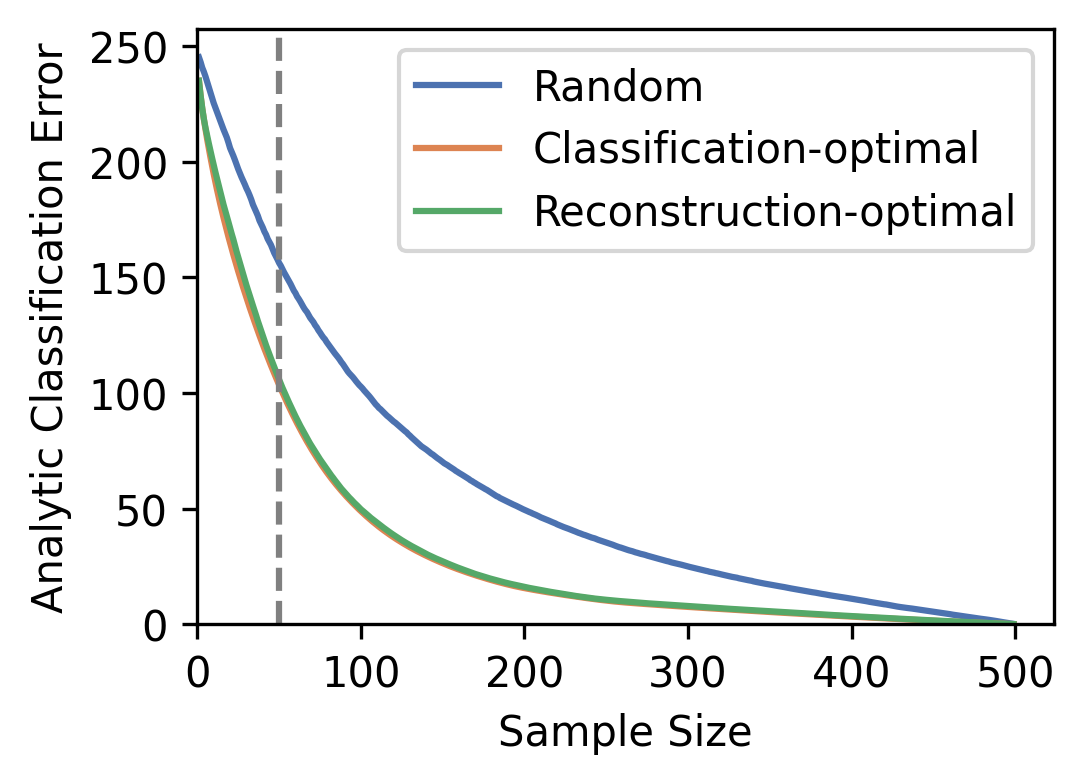 Analytic Classification Error
250
200
150
100
50
0
Random
Classification-optimal
Reconstruction-optimal
0 100 200 300 400 500
Sample Size